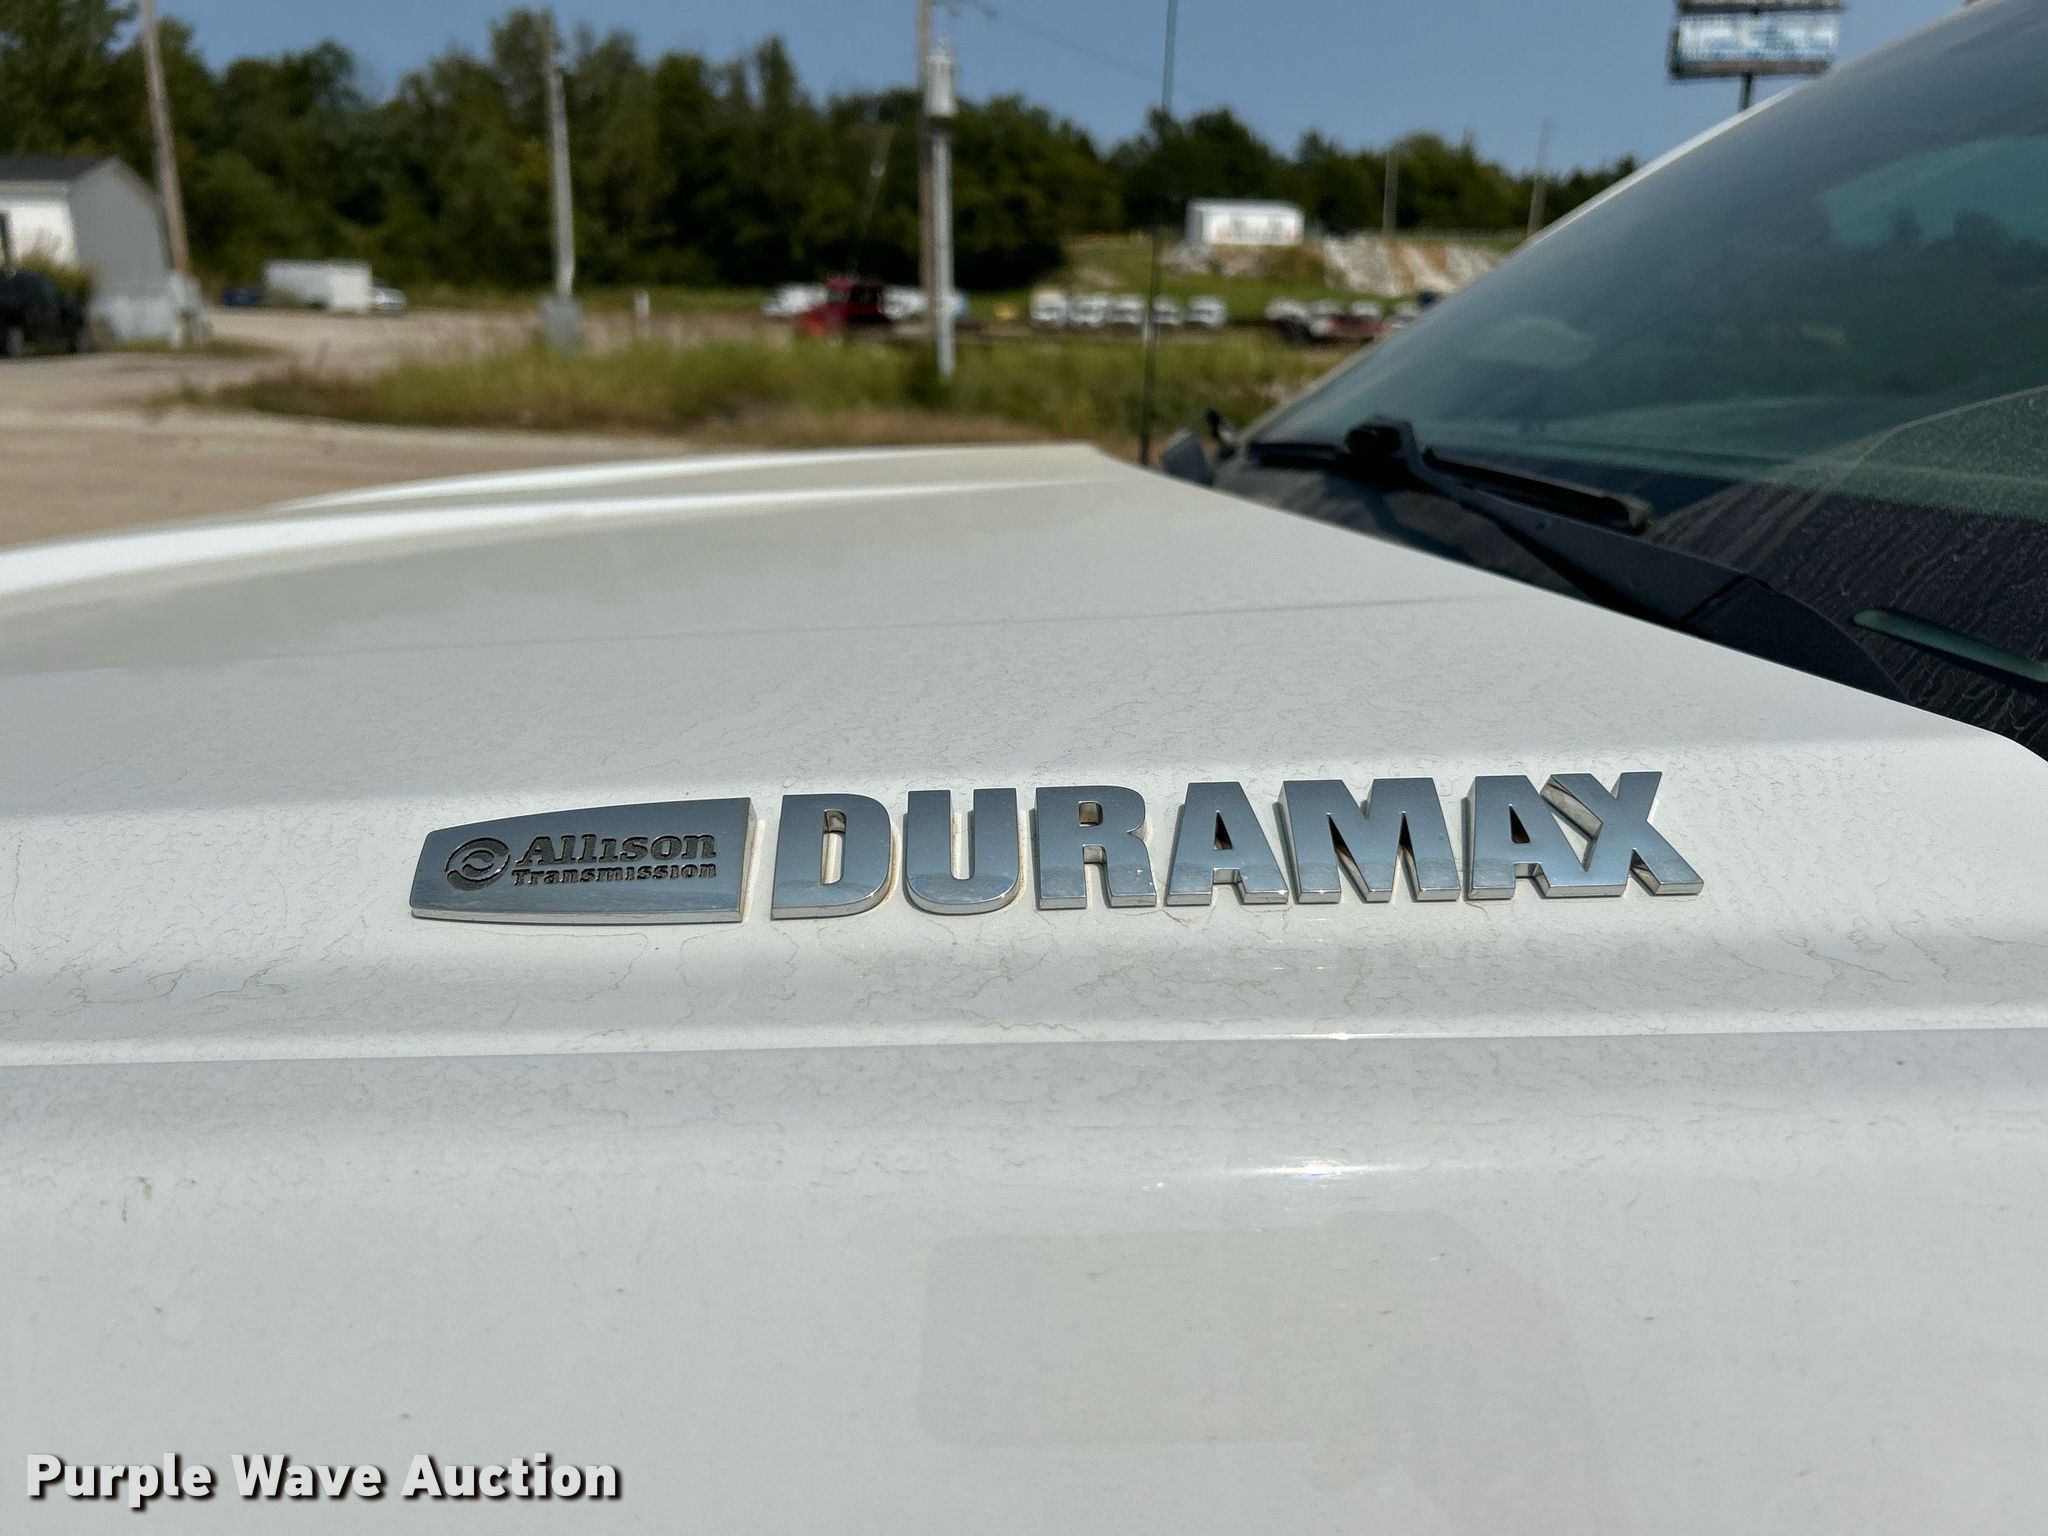 Allison
Transmission
DURAMAX
Purple Wave Auction